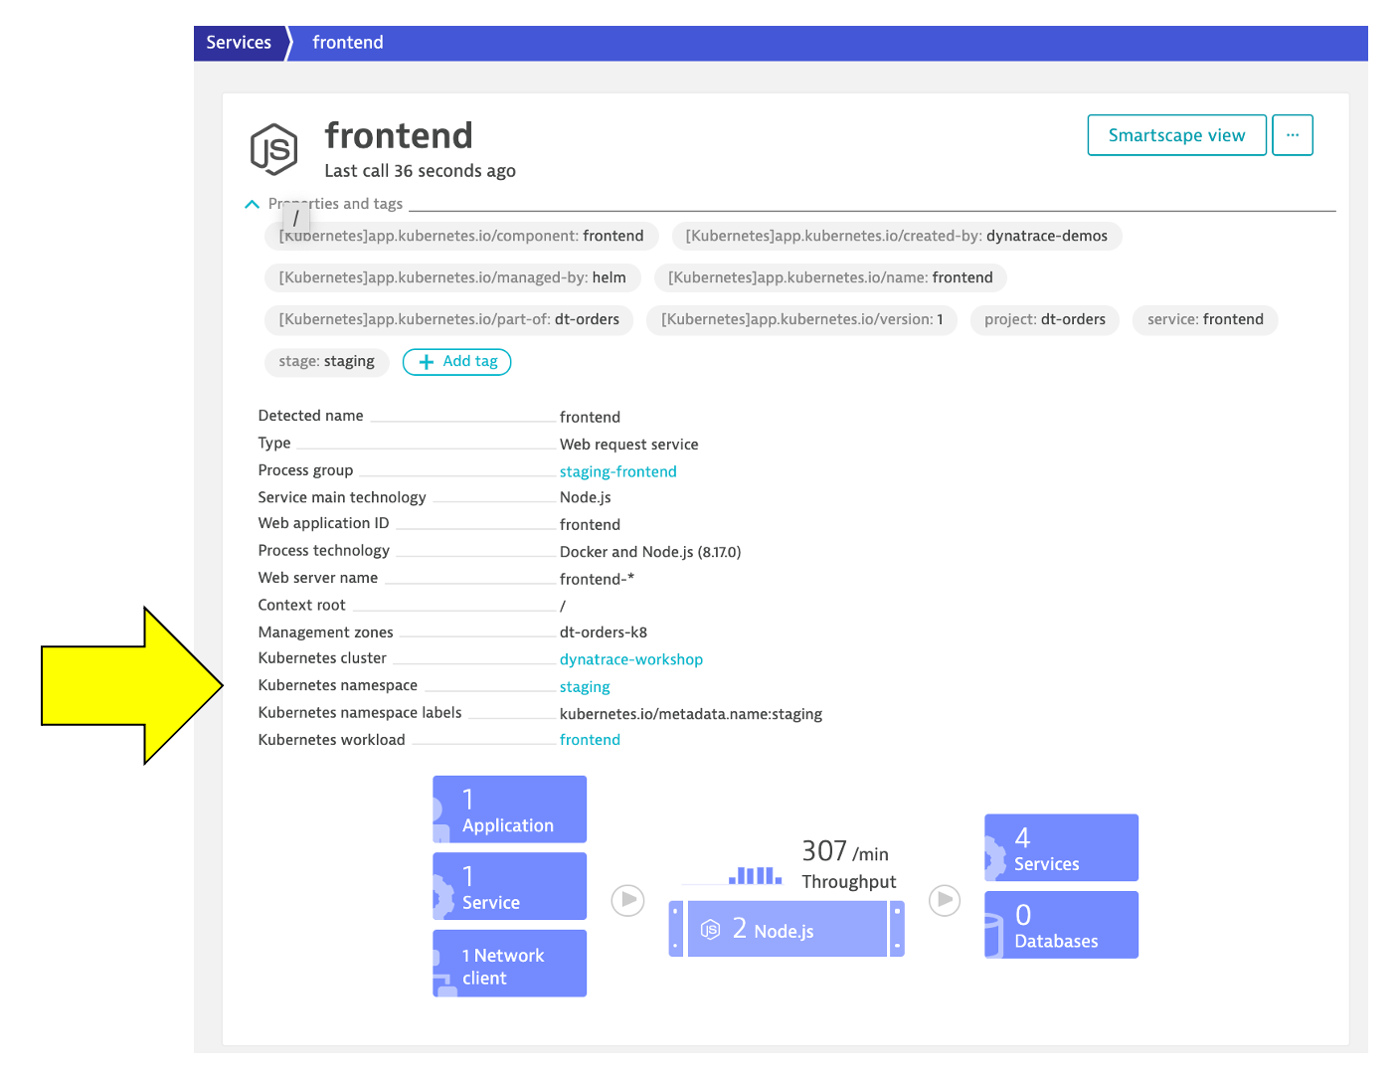 Services frontend
JS frontend
Last call 36 seconds ago
Smartscape view ...
Properties and tags
/
[Kubernetes]app.kubernetes.io/component: frontend [Kubernetes]app.kubernetes.io/created-by: dynatrace-demos
[Kubernetes]app.kubernetes.io/managed-by: helm [Kubernetes]app.kubernetes.io/name: frontend
[Kubernetes]app.kubernetes.io/part-of: dt-orders [Kubernetes]app.kubernetes.io/version: 1 project: dt-orders service: frontend
stage: staging + Add tag
Detected name frontend
Type Web request service
Process group staging-frontend
Service main technology Node.js
Web application ID frontend
Process technology Docker and Node.js (8.17.0)
Web server name frontend-*
Context root /
Management zones dt-orders-k8
Kubernetes cluster dynatrace-workshop
Kubernetes namespace staging
Kubernetes namespace labels kubernetes.io/metadata.name:staging
Kubernetes workload frontend
1
Application
1
Service
1 Network
client
307 /min
Throughput
JS 2 Node.js
4
Services
0
Databases